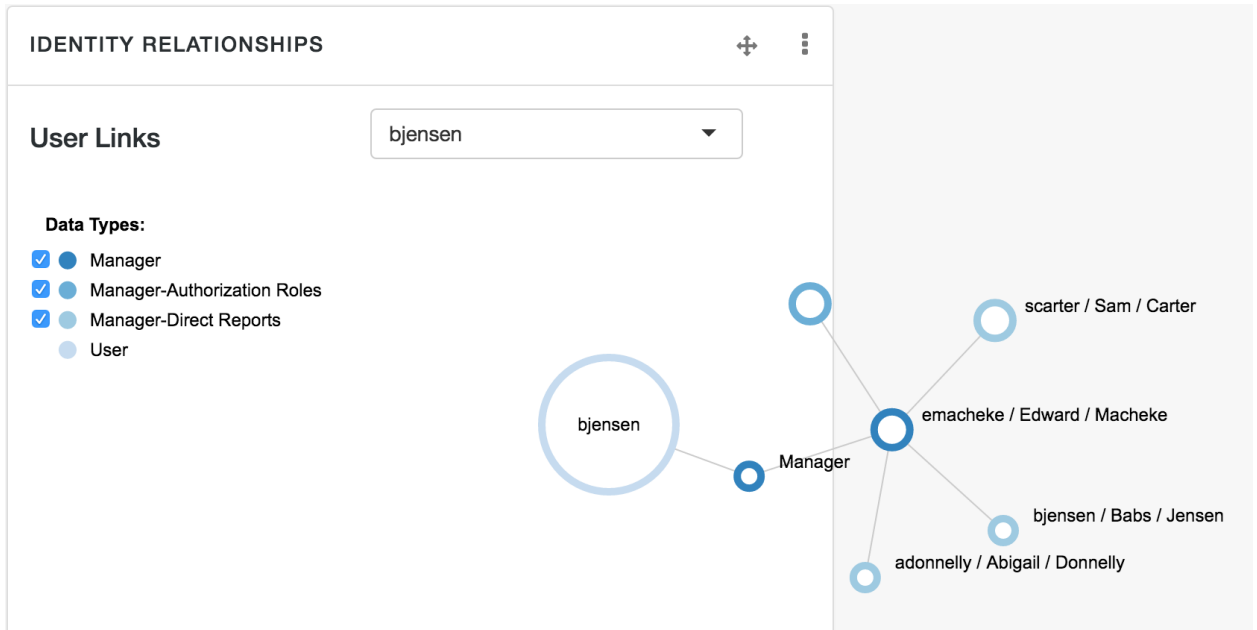 IDENTITY RELATIONSHIPS
User Links
bjensen
Data Types:
Manager
Manager-Authorization Roles
Manager-Direct Reports
User
scarter / Sam / Carter
emacheke / Edward / Macheke
bjensen
Manager
bjensen / Babs / Jensen
adonnelly / Abigail / Donnelly